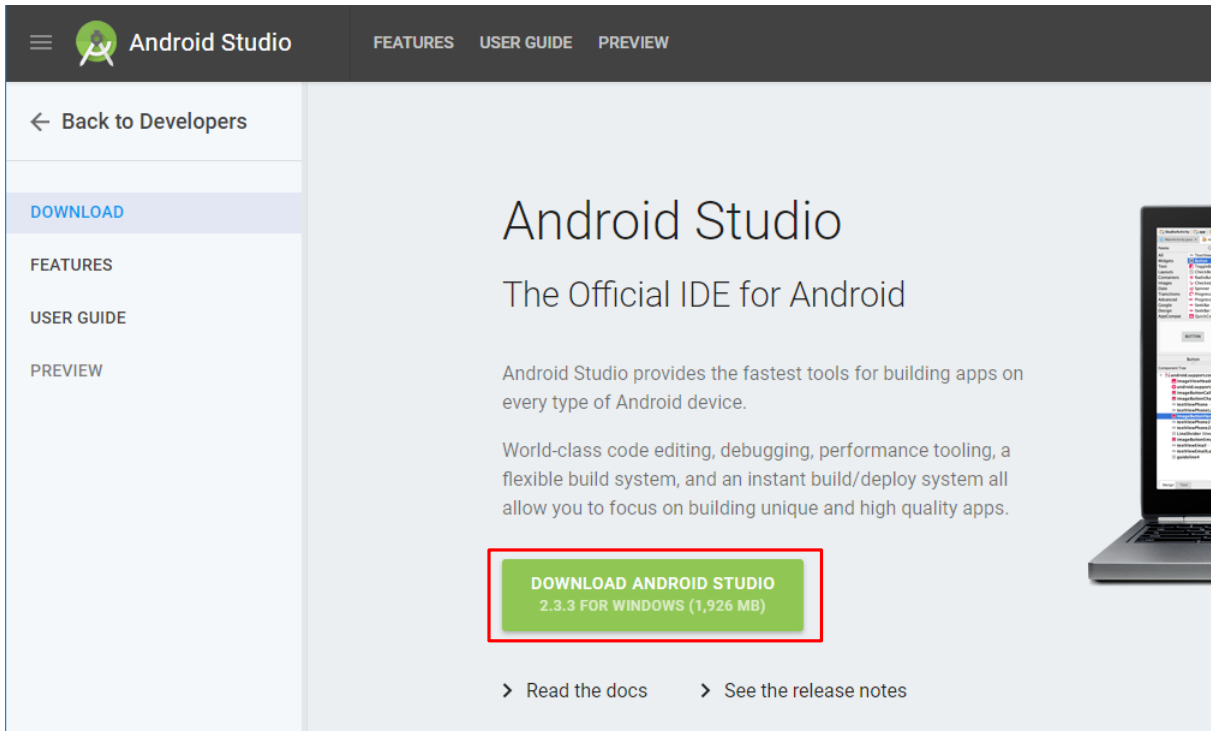 Android Studio
FEATURES USER GUIDE PREVIEW
Back to Developers
DOWNLOAD
FEATURES
USER GUIDE
PREVIEW
Android Studio
The Official IDE for Android
Android Studio provides the fastest tools for building apps on
every type of Android device.
World-class code editing, debugging, performance tooling, a
flexible build system, and an instant build/deploy system all
allow you to focus on building unique and high quality apps.
DOWNLOAD ANDROID STUDIO
2.3.3 FOR WINDOWS (1,926 MB)
Read the docs See the release notes
BUTTON
Button
Component Tree